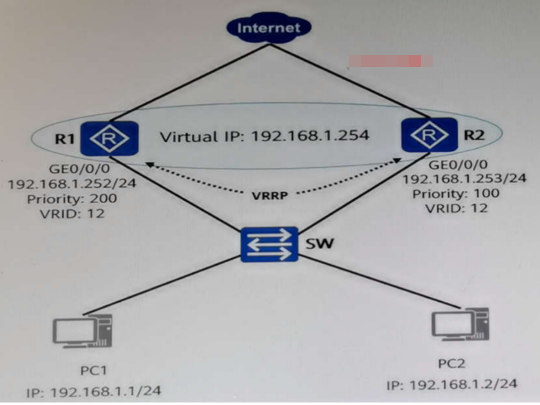 Internet
R1
R
Virtual IP: 192.168.1.254
R
R2
GE0/0/0
192.168.1.252/24
Priority: 200
VRID: 12
VRRP
GE0/0/0
192.168.1.253/24
Priority: 100
VRID: 12
SW
PC1
IP: 192.168.1.1/24
PC2
IP: 192.168.1.2/24